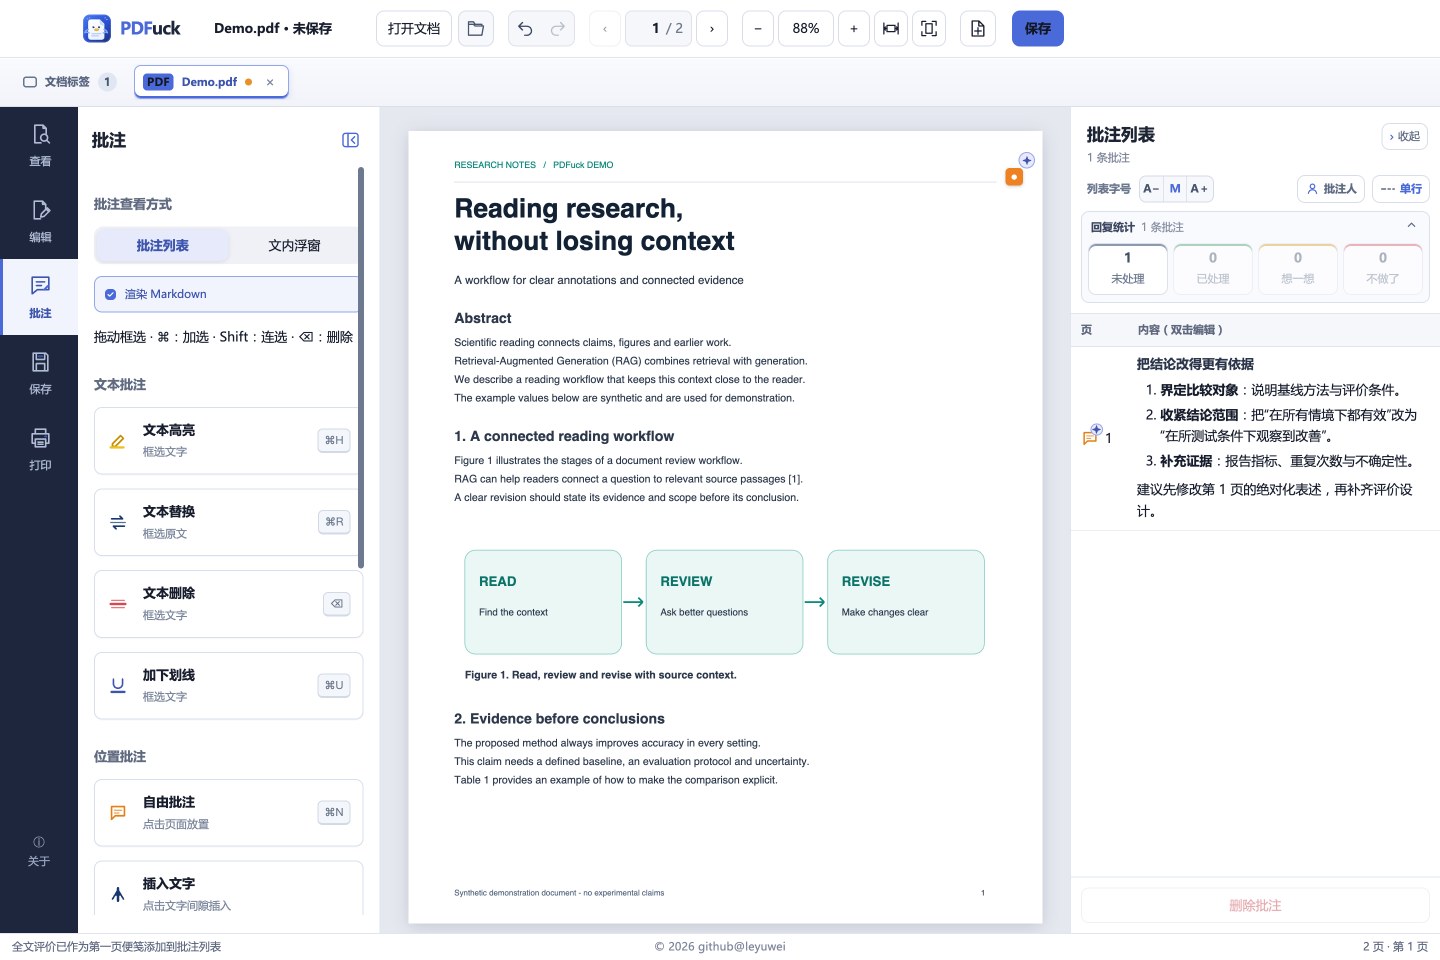 PDFuck
Demo.pdf • 未保存
打开文档
‹
1 / 2
›
−
88%
+
保存
文档标签 1
PDF Demo.pdf ×
查看
编辑
批注
保存
打印
关于
批注
批注查看方式
批注列表
文内浮窗
渲染 Markdown
拖动框选 · ⌘：加选 · Shift：连选 · ⌫：删除
文本批注
文本高亮
框选文字
⌘H
文本替换
框选原文
⌘R
文本删除
框选文字
⌫
加下划线
框选文字
⌘U
位置批注
自由批注
点击页面放置
⌘N
插入文字
点击文字间隙插入
RESEARCH NOTES / PDFuck DEMO
Reading research,
without losing context
A workflow for clear annotations and connected evidence
Abstract
Scientific reading connects claims, figures and earlier work.
Retrieval-Augmented Generation (RAG) combines retrieval with generation.
We describe a reading workflow that keeps this context close to the reader.
The example values below are synthetic and are used for demonstration.
1. A connected reading workflow
Figure 1 illustrates the stages of a document review workflow.
RAG can help readers connect a question to relevant source passages [1].
A clear revision should state its evidence and scope before its conclusion.
READ
Find the context
REVIEW
Ask better questions
REVISE
Make changes clear
Figure 1. Read, review and revise with source context.
2. Evidence before conclusions
The proposed method always improves accuracy in every setting.
This claim needs a defined baseline, an evaluation protocol and uncertainty.
Table 1 provides an example of how to make the comparison explicit.
Synthetic demonstration document - no experimental claims
1
批注列表
1 条批注
› 收起
列表字号 A− M A+
批注人
--- 单行
回复统计 1 条批注
1
未处理
0
已处理
0
想一想
0
不做了
页 内容（双击编辑）
1
把结论改得更有依据
1. 界定比较对象：说明基线方法与评价条件。
2. 收紧结论范围：把“在所有情境下都有效”改为
“在所测试条件下观察到改善”。
3. 补充证据：报告指标、重复次数与不确定性。
建议先修改第 1 页的绝对化表述，再补齐评价设
计。
删除批注
全文评价已作为第一页便笺添加到批注列表
© 2026 github@leyuwei
2 页 · 第 1 页